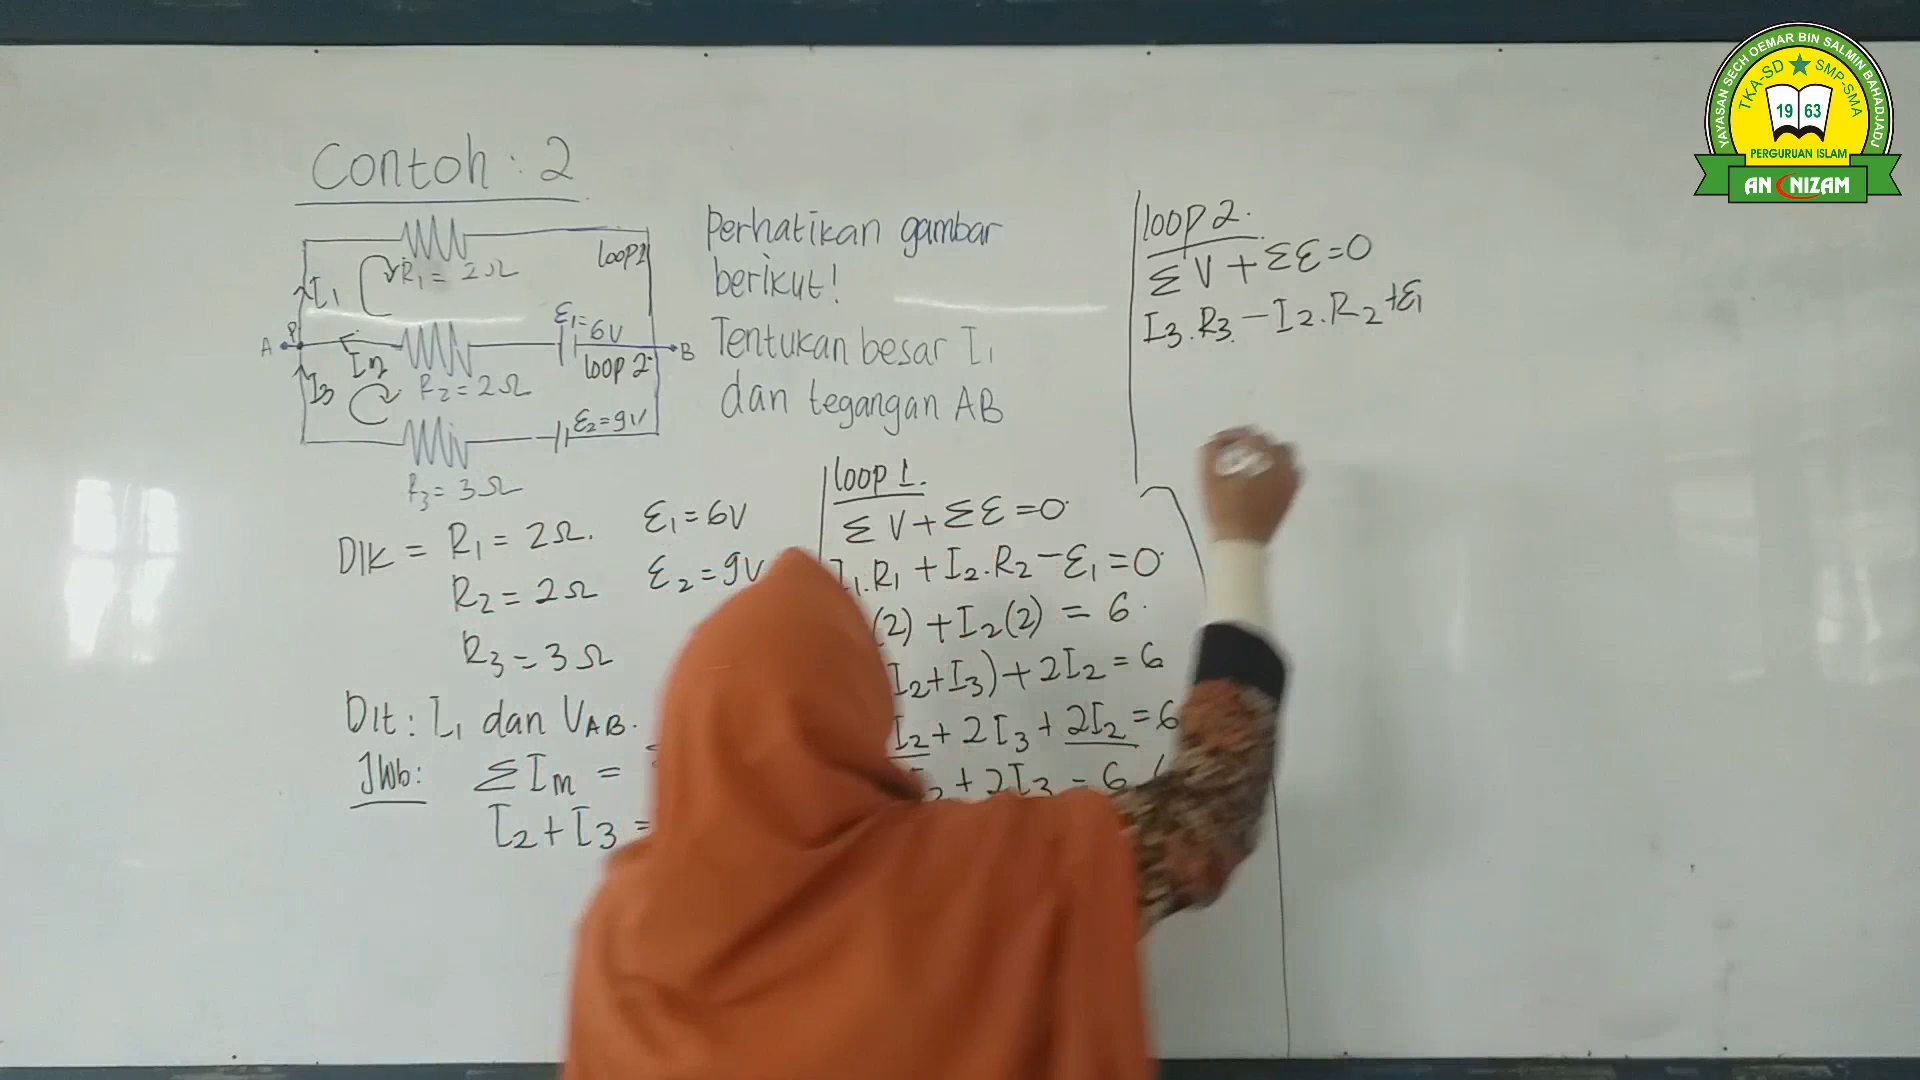 YAYASAN SECH OEMAR BIN SALMIN BAHADJADJ
TKA-SD SMP-SMA
19 63
PERGURUAN ISLAM
AN NIZAM
Contoh : 2
loop 1
R1 = 2Ω
I1
ε1= 6V
A
P
B
I2
loop 2
R2 = 2Ω
I3
ε2=9V
R3= 3Ω
Perhatikan gambar
berikut!
Tentukan besar I1
dan tegangan AB
DIK = R1 = 2Ω.
R2 = 2Ω
R3 = 3Ω
ε1 = 6V
ε2 = 9V
DIt : I1 dan VAB.
JWb: ΣIm =
I2 + I3 =
loop 1.
ΣV + Σε = 0
I1.R1 + I2.R2 - ε1 = 0
(2) + I2(2) = 6
I2+I3) + 2I2 = 6
I2 + 2I3 + 2I2 = 6
+ 2I3 = 6
loop 2.
ΣV + Σε = 0
I3.R3 - I2.R2 + ε1